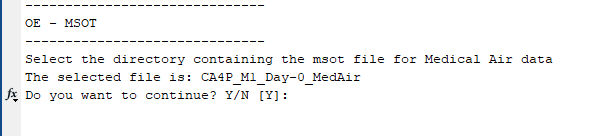 ------------------------------
OE - MSOT
------------------------------
Select the directory containing the msot file for Medical Air data
The selected file is: CA4P_M1_Day-0_MedAir
fx Do you want to continue? Y/N [Y]: